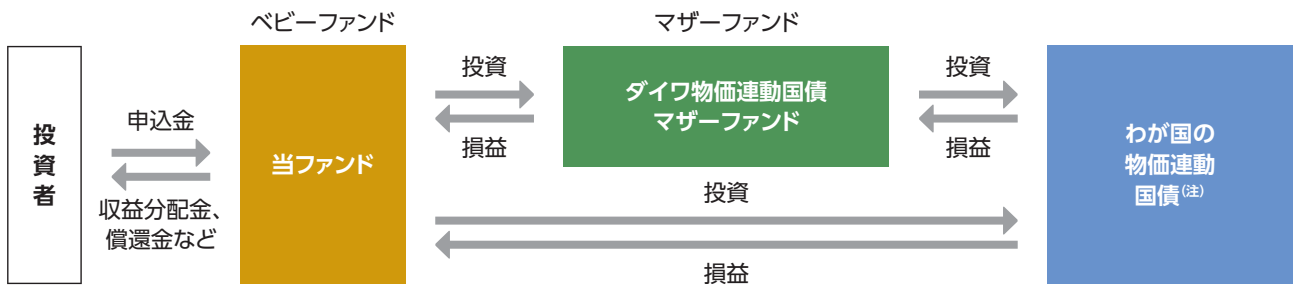 ベビーファンド
マザーファンド
投資者
申込金
収益分配金、
償還金など
当ファンド
投資
損益
ダイワ物価連動国債
マザーファンド
投資
損益
投資
損益
わが国の
物価連動
国債(注)